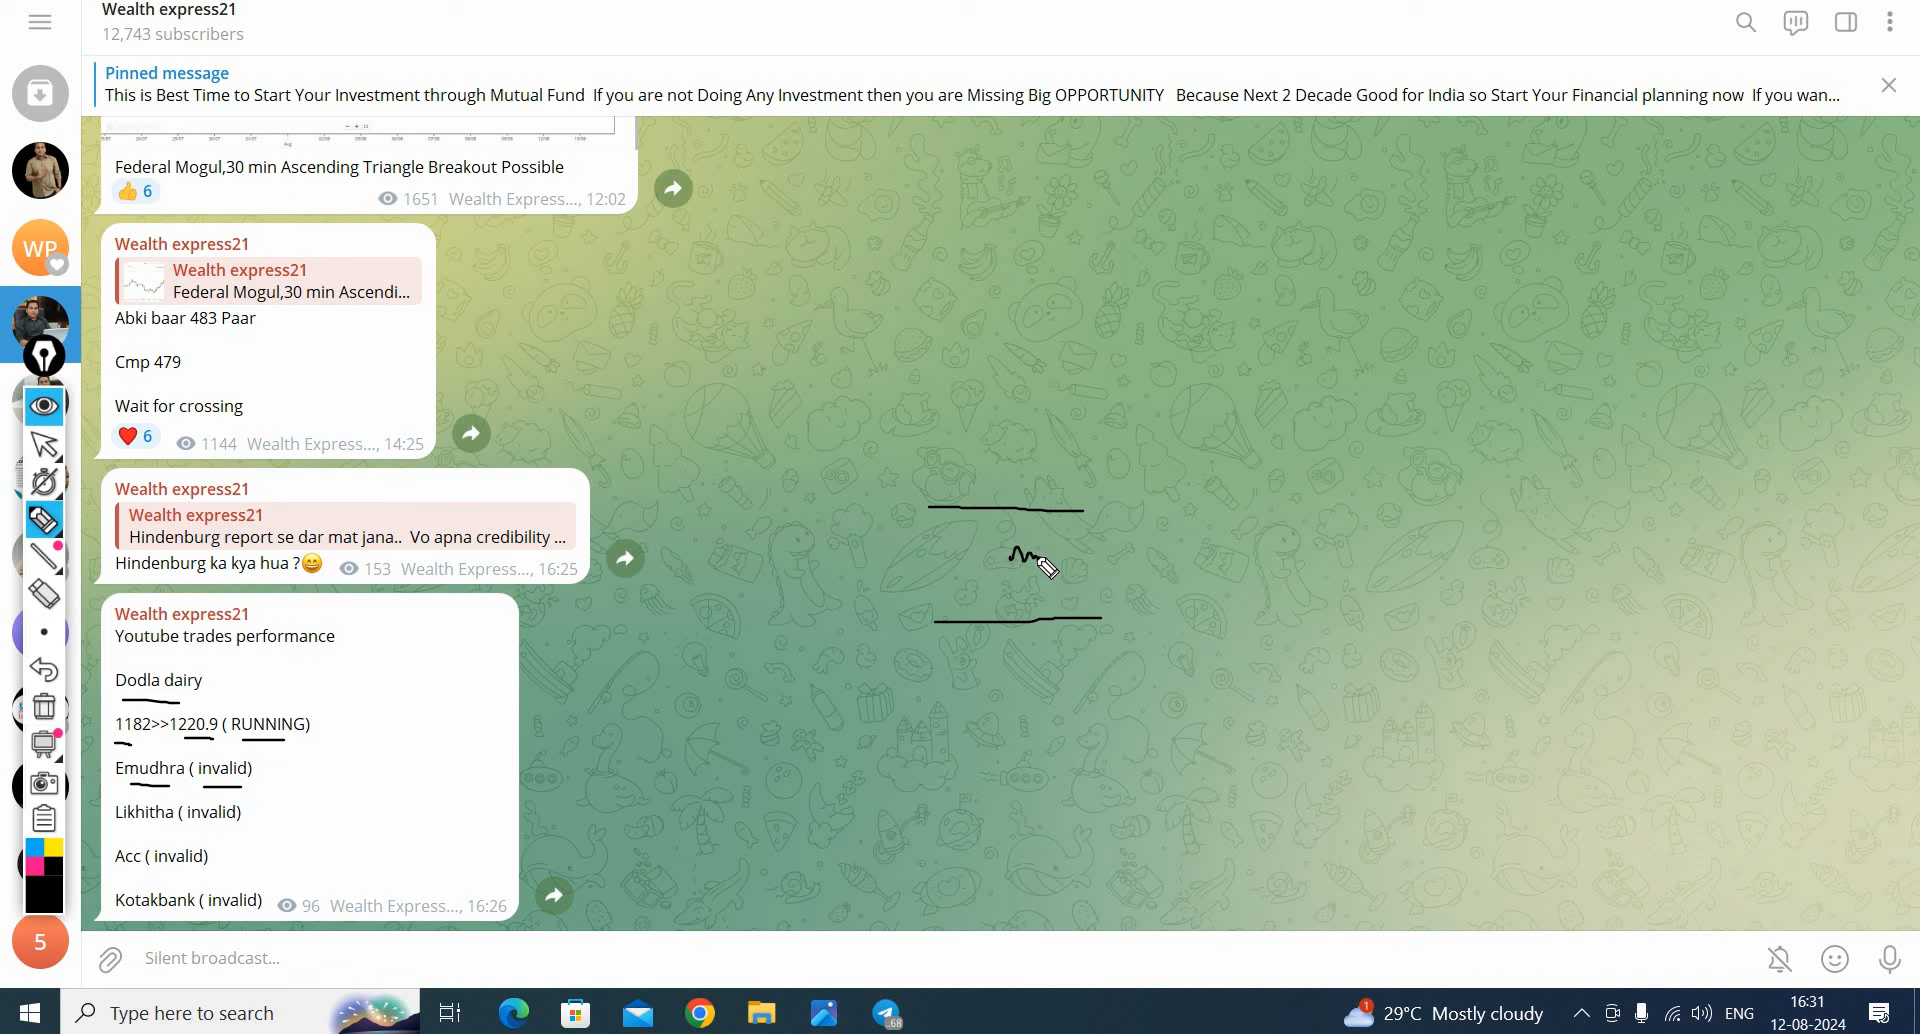 Wealth express21
12,743 subscribers
Pinned message
This is Best Time to Start Your Investment through Mutual Fund If you are not Doing Any Investment then you are Missing Big OPPORTUNITY Because Next 2 Decade Good for India so Start Your Financial planning now If you wan...
Aug
Federal Mogul,30 min Ascending Triangle Breakout Possible
👍 6 1651 Wealth Express..., 12:02
WP
Wealth express21
Wealth express21
Federal Mogul,30 min Ascendi...
Abki baar 483 Paar
Cmp 479
Wait for crossing
❤️ 6 1144 Wealth Express..., 14:25
Wealth express21
Wealth express21
Hindenburg report se dar mat jana.. Vo apna credibility ...
Hindenburg ka kya hua ?😄 153 Wealth Express..., 16:25
Wealth express21
Youtube trades performance
Dodla dairy
1182>>1220.9 ( RUNNING)
Emudhra ( invalid)
Likhitha ( invalid)
Acc ( invalid)
Kotakbank ( invalid) 96 Wealth Express..., 16:26
5
Silent broadcast...
Type here to search
.68
1
29°C Mostly cloudy
ENG
16:31
12-08-2024